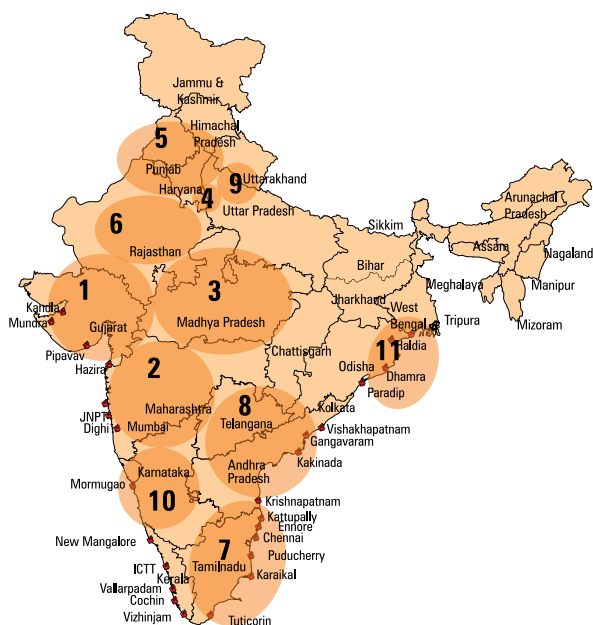 Jammu &
Kashmir
Himachal
Pradesh
5
Punjab
Haryana
9
Uttarakhand
4
Uttar Pradesh
6
Rajasthan
Sikkim
Arunachal
Pradesh
Assam
Nagaland
Bihar
Meghalaya
Manipur
1
3
Jharkhand
West
Bengal
Tripura
Mizoram
Kandla
Mundra
Gujarat
Madhya Pradesh
Pipavav
Hazira
2
Chattisgarh
11
Haldia
Odisha
Dhamra
Paradip
Maharashtra
8
Kolkata
JNPT
Dighi
Mumbai
Telangana
Vishakhapatnam
Gangavaram
Kakinada
Karnataka
Andhra
Pradesh
Mormugao
10
Krishnapatnam
Kattupally
Ennore
Chennai
New Mangalore
7
Puducherry
ICTT
Kerala
Tamilnadu
Karaikal
Vallarpadam
Cochin
Vizhinjam
Tuticorin